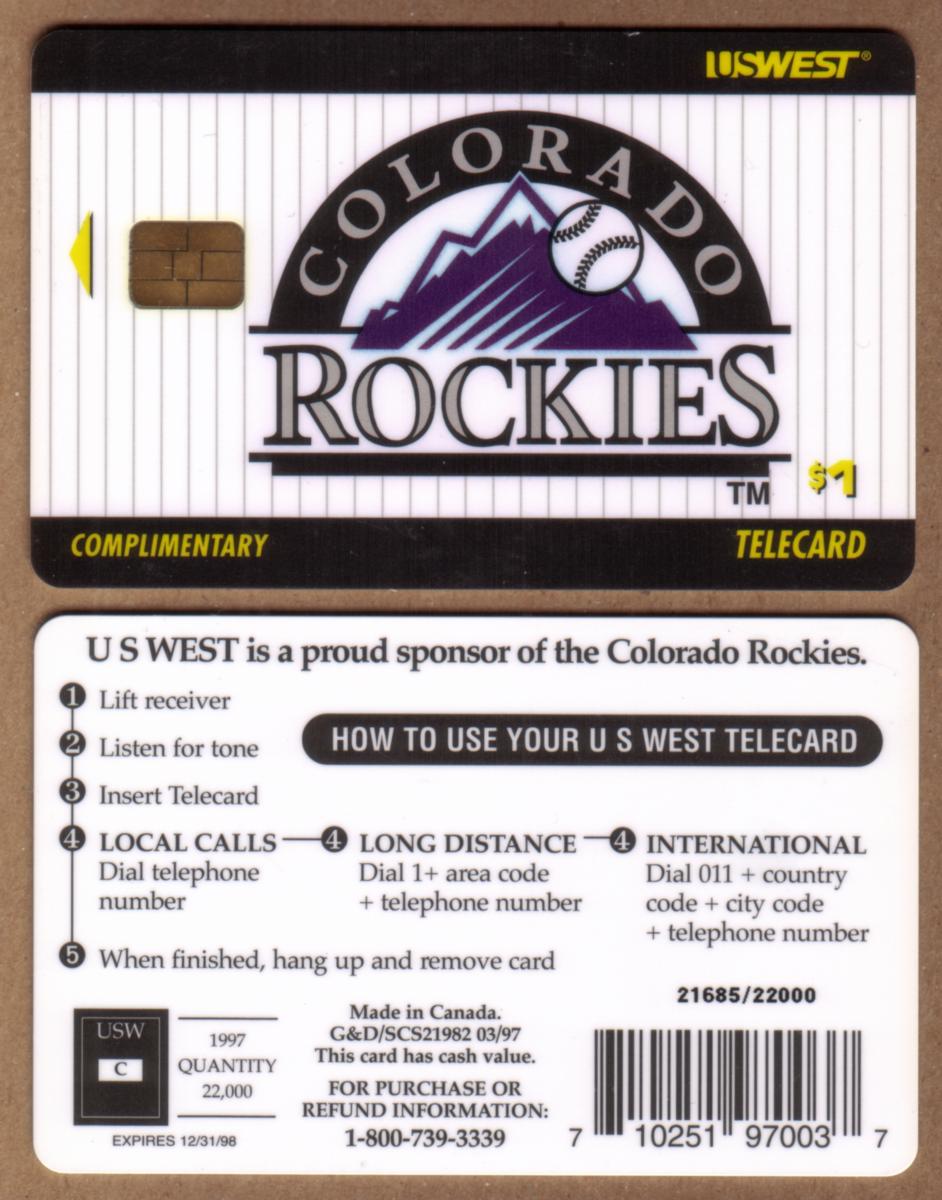 USWEST®
COLORADO
ROCKIES
TM
$1
COMPLIMENTARY
TELECARD
U S WEST is a proud sponsor of the Colorado Rockies.
1 Lift receiver
HOW TO USE YOUR U S WEST TELECARD
2 Listen for tone
3 Insert Telecard
4 LOCAL CALLS
Dial telephone
number
4 LONG DISTANCE
Dial 1+ area code
+ telephone number
4 INTERNATIONAL
Dial 011 + country
code + city code
+ telephone number
5 When finished, hang up and remove card
21685/22000
USW
C
1997
QUANTITY
22,000
EXPIRES 12/31/98
Made in Canada.
G&D/SCS21982 03/97
This card has cash value.
FOR PURCHASE OR
REFUND INFORMATION:
1-800-739-3339
7 10251 97003 7